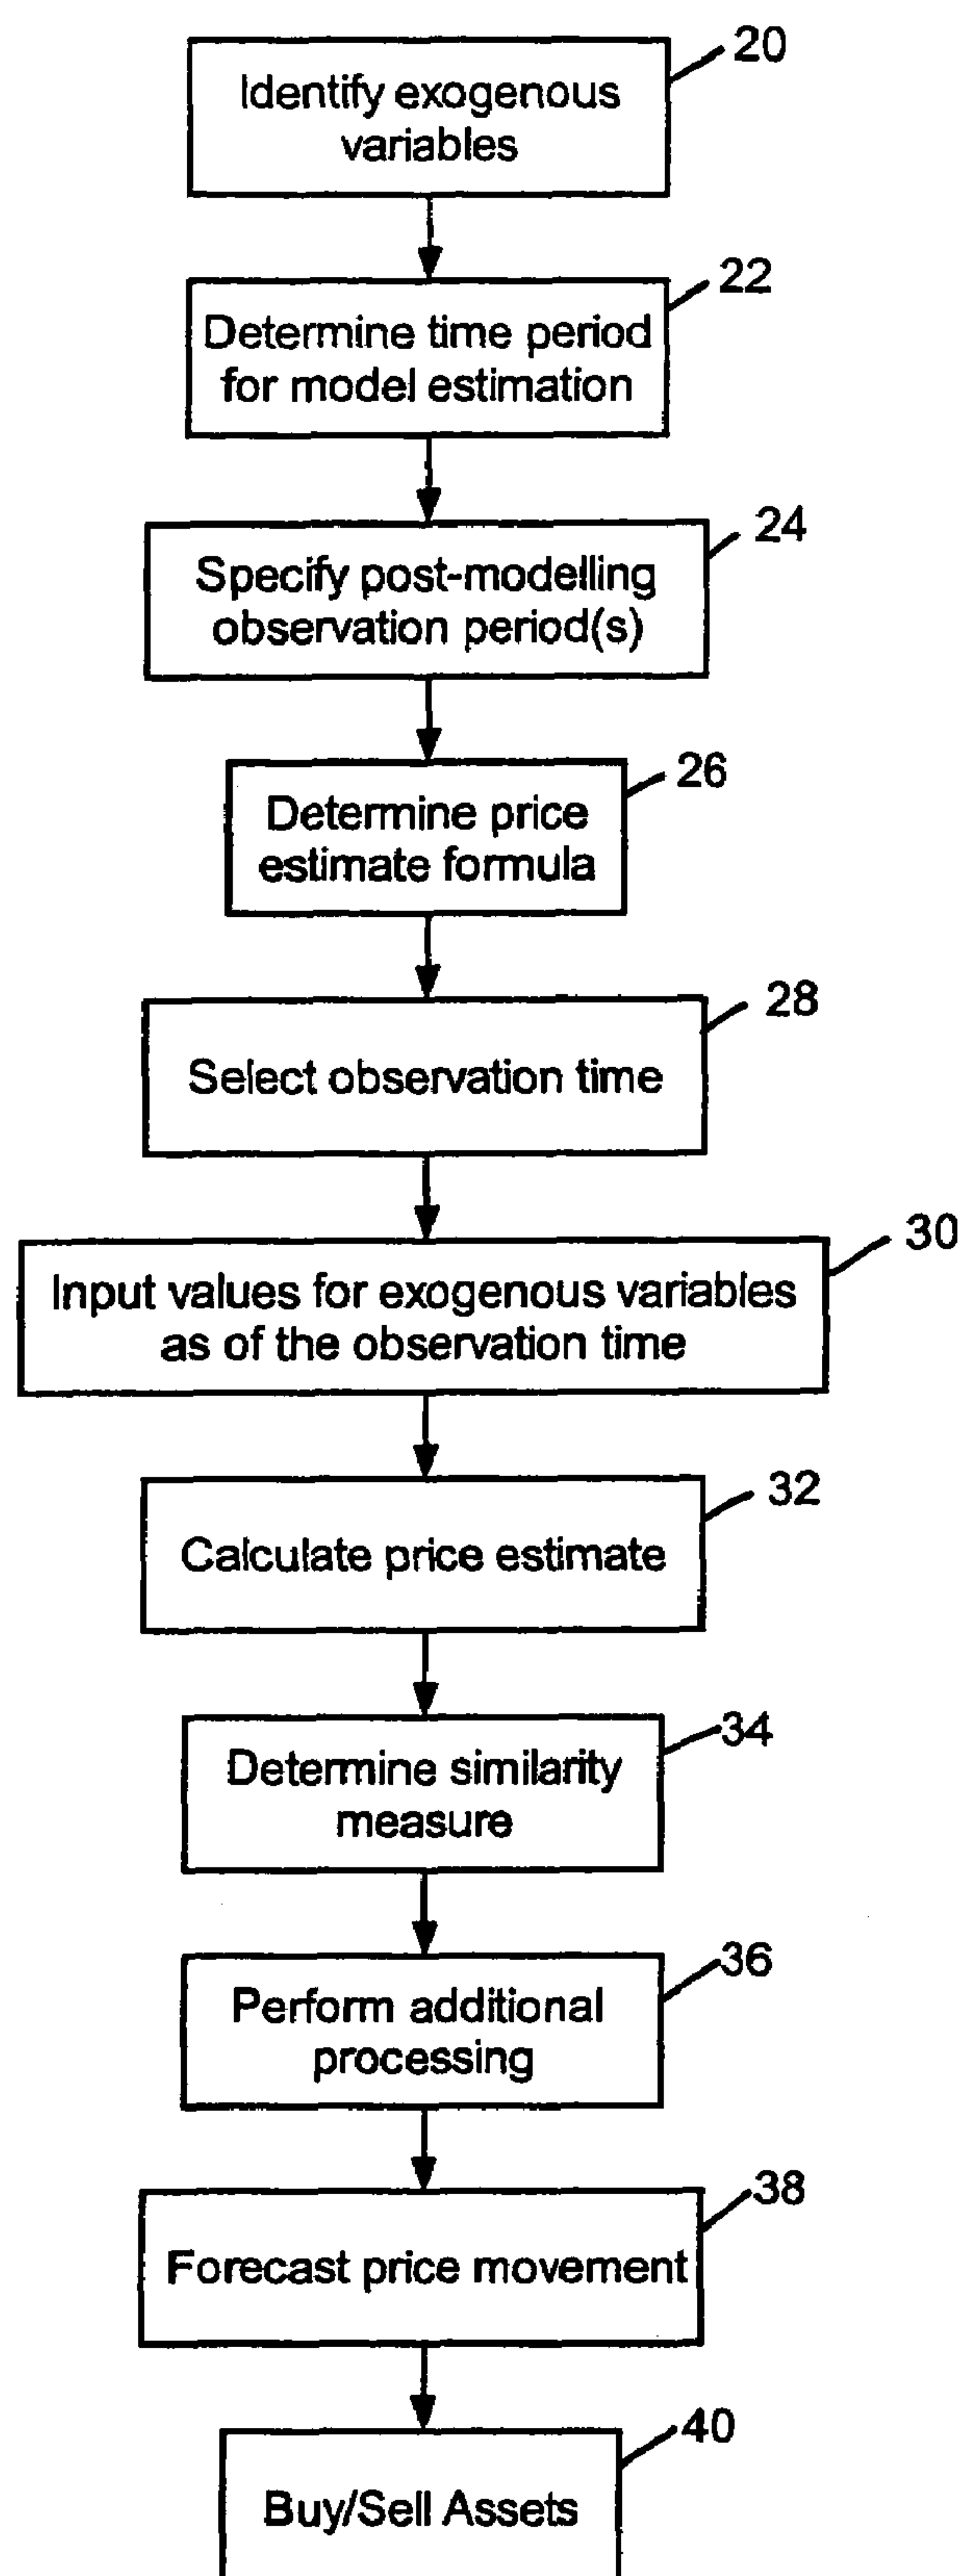 20
Identify exogenous
variables
22
Determine time period
for model estimation
24
Specify post-modelling
observation period(s)
26
Determine price
estimate formula
28
Select observation time
30
Input values for exogenous variables
as of the observation time
32
Calculate price estimate
34
Determine similarity
measure
36
Perform additional
processing
38
Forecast price movement
40
Buy/Sell Assets